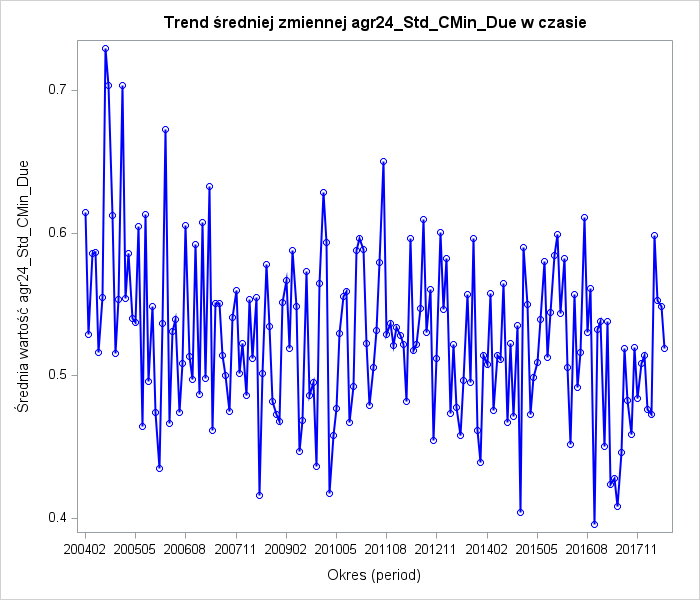 Trend średniej zmiennej agr24_Std_CMin_Due w czasie
Średnia wartość agr24_Std_CMin_Due
0.7
0.6
0.5
0.4
200402 200505 200608 200711 200902 201005 201108 201211 201402 201505 201608 201711
Okres (period)